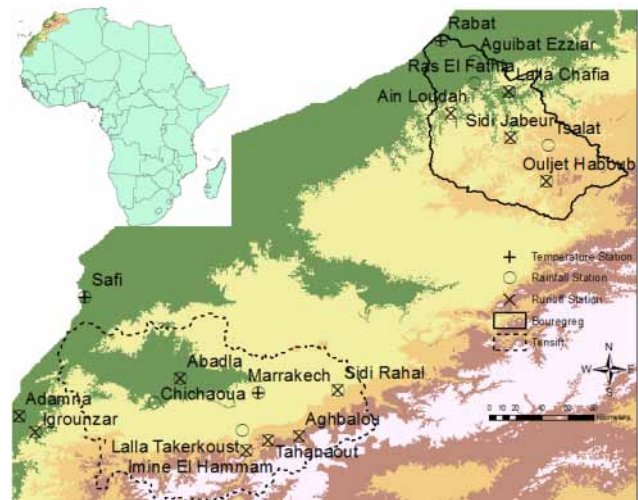 Rabat
Aguibat Ezziar
Ras El Fathia
Lalla Chafia
Ain Loudah
Sidi Jabeur
Tsalat
Ouljet Haboub
+ Temperature Station
Rainfall Station
Runoff Station
Bouregreg
Tensift
N
W E
S
Kilometers
Safi
Abadla
Marrakech
Sidi Rahal
Chichaoua
Adamna
Igrounzar
Aghbalou
Lalla Takerkoust
Tahanaout
Imine El Hammam